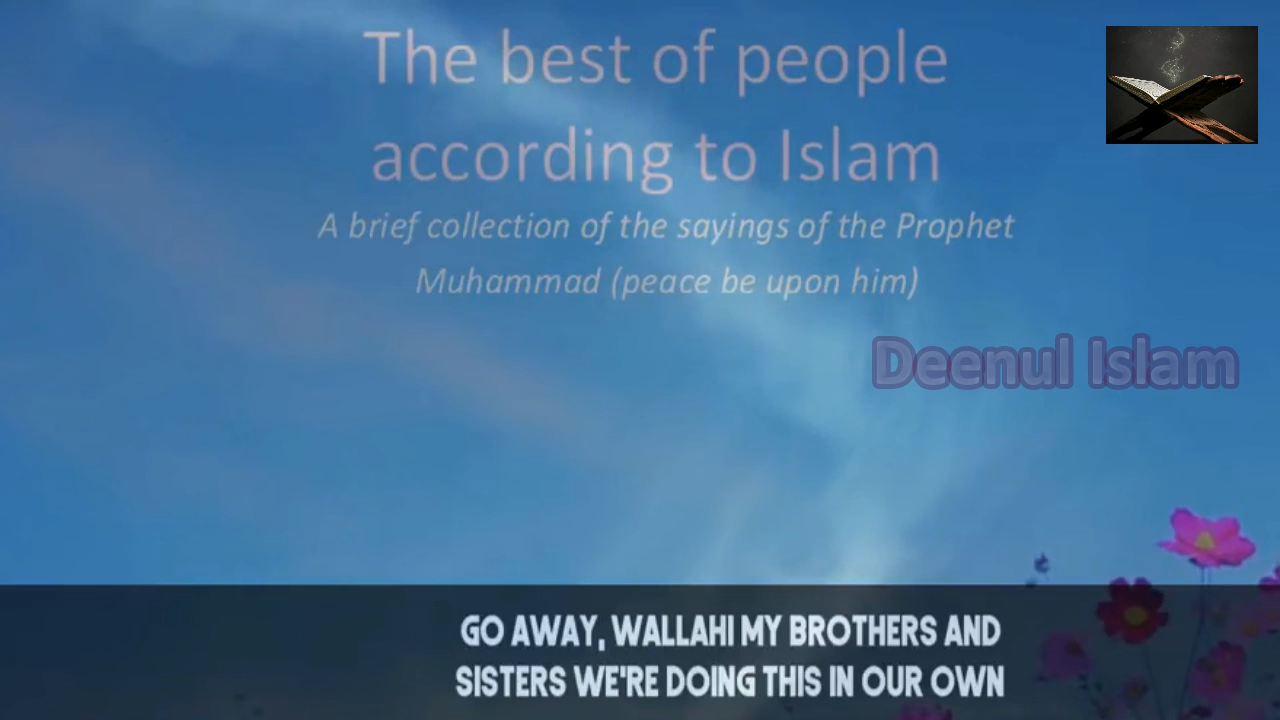 The best of people
according to Islam
A brief collection of the sayings of the Prophet
Muhammad (peace be upon him)
Deenul Islam
GO AWAY, WALLAHI MY BROTHERS AND
SISTERS WE'RE DOING THIS IN OUR OWN